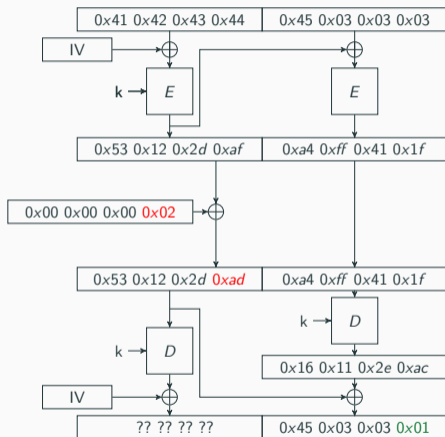 0x41 0x42 0x43 0x44 0x45 0x03 0x03 0x03
IV
k E E
0x53 0x12 0x2d 0xaf 0xa4 0xff 0x41 0x1f
0x00 0x00 0x00 0x02
0x53 0x12 0x2d 0xad 0xa4 0xff 0x41 0x1f
k D
k D
0x16 0x11 0x2e 0xac
IV
?? ?? ?? ?? 0x45 0x03 0x03 0x01